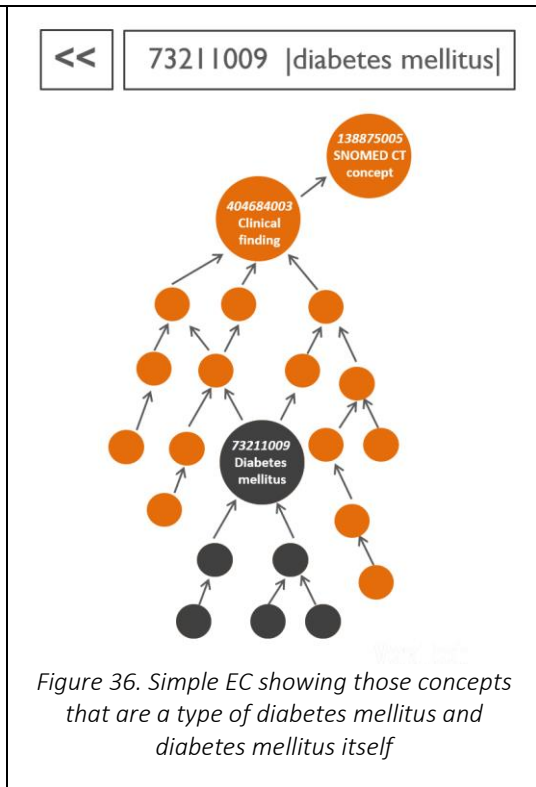 << 73211009 |diabetes mellitus|
138875005
SNOMED CT
concept
404684003
Clinical
finding
73211009
Diabetes
mellitus
Figure 36. Simple EC showing those concepts
that are a type of diabetes mellitus and
diabetes mellitus itself